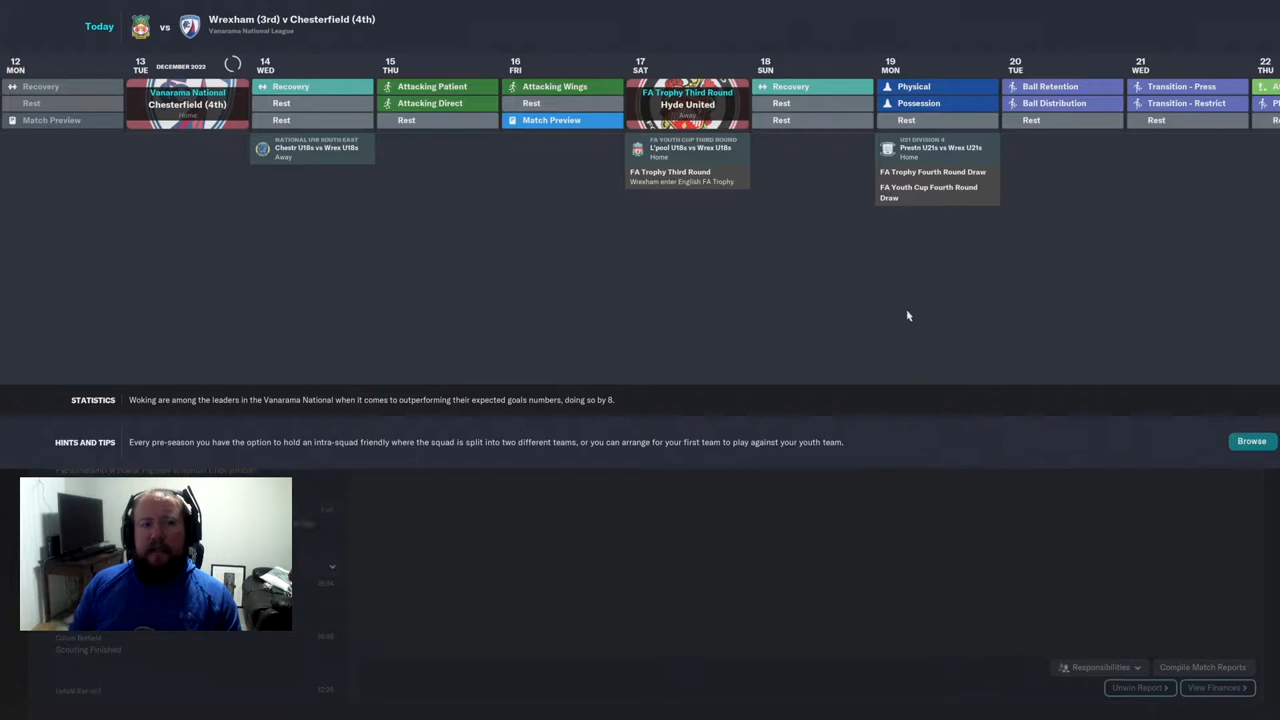 Today
vs
Wrexham (3rd) v Chesterfield (4th)
Vanarama National League
12 MON
13 TUE
DECEMBER 2022
14 WED
15 THU
16 FRI
17 SAT
18 SUN
19 MON
20 TUE
21 WED
22 THU
Recovery
Rest
Match Preview
Vanarama National
Chesterfield (4th)
Home
Recovery
Rest
Rest
NATIONAL U18 SOUTH EAST
Chestr U18s vs Wrex U18s
Away
Attacking Patient
Attacking Direct
Rest
Attacking Wings
Rest
Match Preview
FA Trophy Third Round
Hyde United
Away
FA YOUTH CUP THIRD ROUND
L'pool U18s vs Wrex U18s
Home
FA Trophy Third Round
Wrexham enter English FA Trophy
Recovery
Rest
Rest
Physical
Possession
Rest
U21 DIVISION 4
Prestn U21s vs Wrex U21s
Home
FA Trophy Fourth Round Draw
FA Youth Cup Fourth Round
Draw
Ball Retention
Ball Distribution
Rest
Transition - Press
Transition - Restrict
Rest
STATISTICS
Woking are among the leaders in the Vanarama National when it comes to outperforming their expected goals numbers, doing so by 8.
HINTS AND TIPS
Every pre-season you have the option to hold an intra-squad friendly where the squad is split into two different teams, or you can arrange for your first team to play against your youth team.
Browse
Scouting Finished
Responsibilities
Compile Match Reports
Unwin Report >
View Finances >